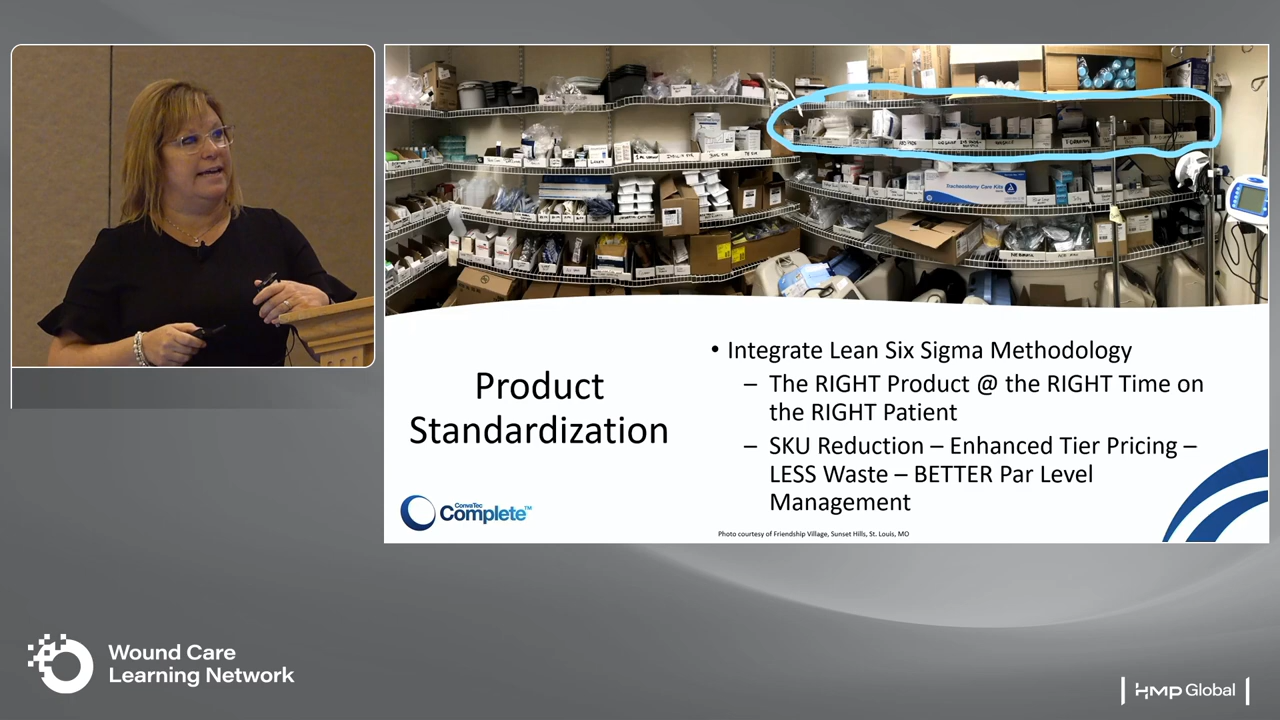 Tracheostomy Care Kits
Product
Standardization
• Integrate Lean Six Sigma Methodology
– The RIGHT Product @ the RIGHT Time on
the RIGHT Patient
– SKU Reduction – Enhanced Tier Pricing –
LESS Waste – BETTER Par Level
Management
ConvaTec
Complete™
Photo courtesy of Friendship Village, Sunset Hills, St. Louis, MO
Wound Care
Learning Network
HMP Global